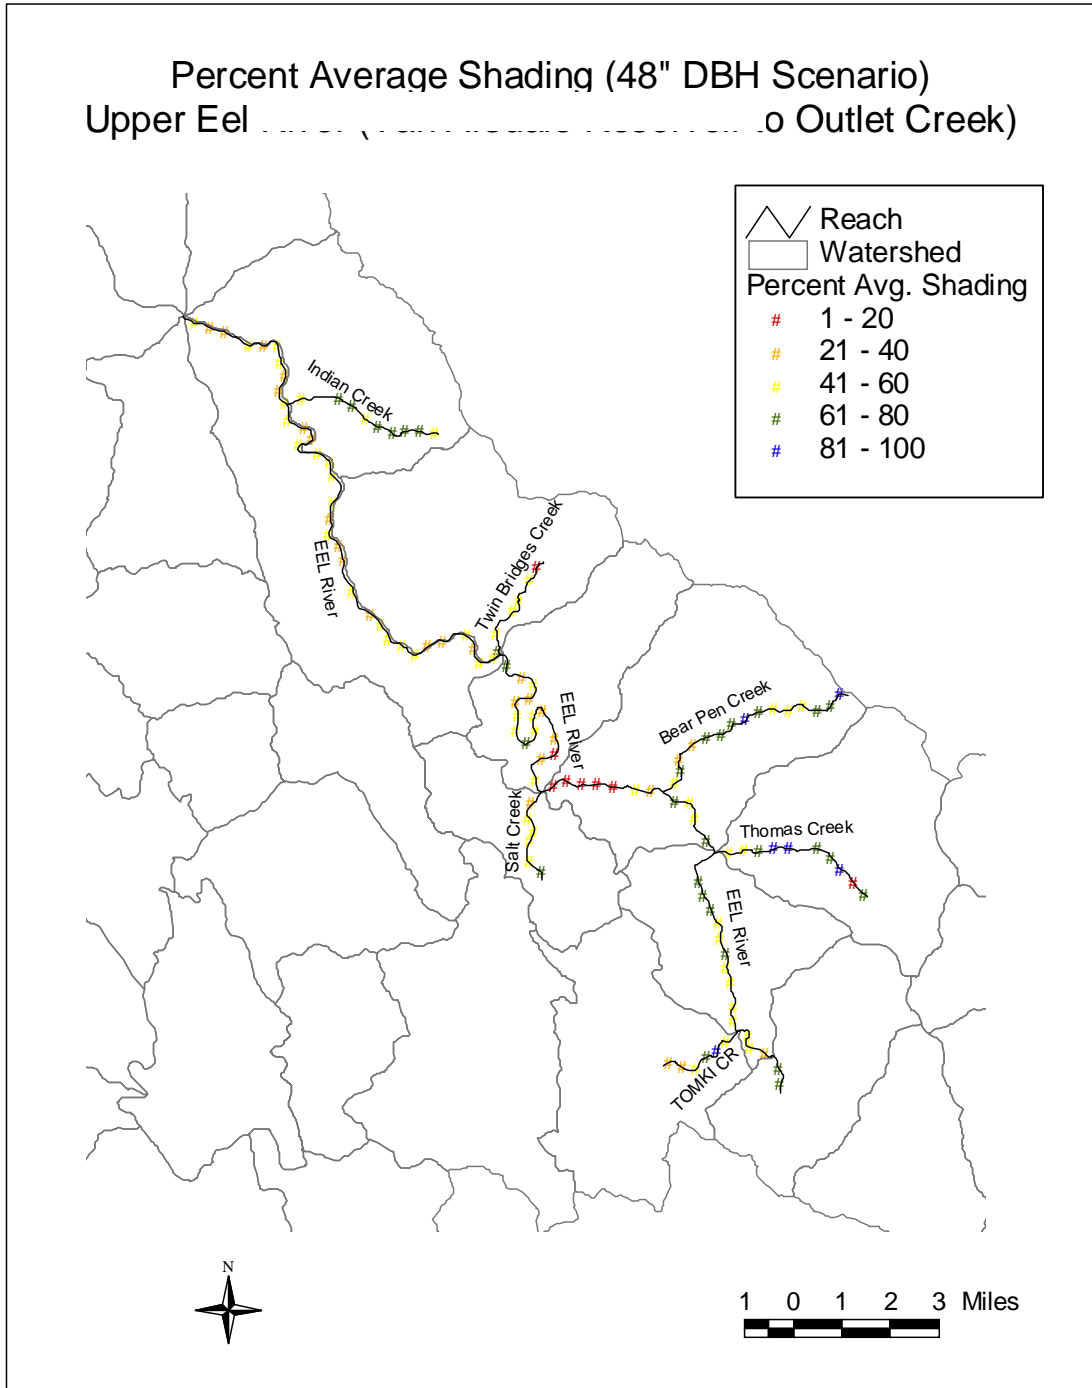 Percent Average Shading (48" DBH Scenario)
Upper Eel o Outlet Creek)
Reach
Watershed
Percent Avg. Shading
# 1 - 20
# 21 - 40
# 41 - 60
# 61 - 80
# 81 - 100
Indian Creek
EEL River
Twin Bridges Creek
EEL River
Bear Pen Creek
Salt Creek
Thomas Creek
EEL River
TOMKI CR
N
1 0 1 2 3 Miles